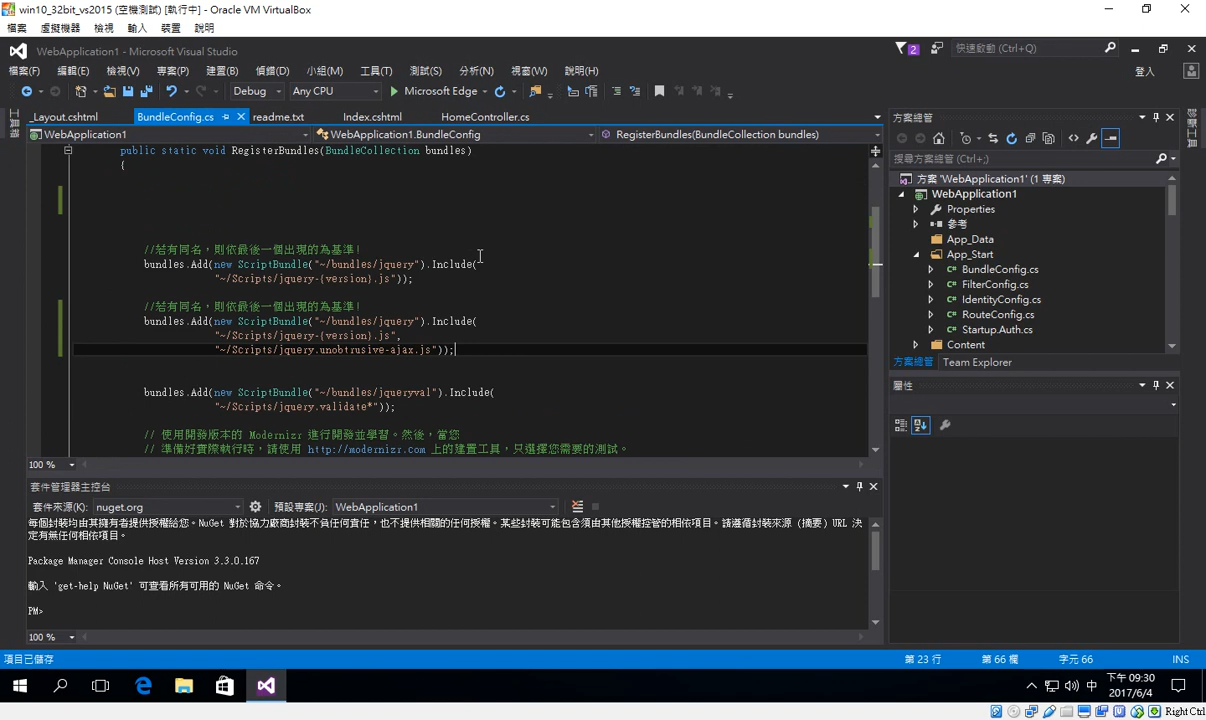 win10_32bit_vs2015 (空機測試) [執行中] - Oracle VM VirtualBox
檔案 虛擬機器 檢視 輸入 裝置 說明
WebApplication1 - Microsoft Visual Studio
2
快速啟動 (Ctrl+Q)
檔案(F) 編輯(E) 檢視(V) 專案(P) 建置(B) 偵錯(D) 小組(M) 工具(T) 測試(S) 分析(N) 視窗(W) 說明(H)
登入
Debug Any CPU Microsoft Edge
_Layout.cshtml BundleConfig.cs readme.txt Index.cshtml HomeController.cs
WebApplication1 WebApplication1.BundleConfig RegisterBundles(BundleCollection bundles)
public static void RegisterBundles(BundleCollection bundles)
{
//若有同名，則依最後一個出現的為基準!
bundles.Add(new ScriptBundle("~/bundles/jquery").Include(
"~/Scripts/jquery-{version}.js"));
//若有同名，則依最後一個出現的為基準!
bundles.Add(new ScriptBundle("~/bundles/jquery").Include(
"~/Scripts/jquery-{version}.js",
"~/Scripts/jquery.unobtrusive-ajax.js"));
bundles.Add(new ScriptBundle("~/bundles/jqueryval").Include(
"~/Scripts/jquery.validate*"));
// 使用開發版本的 Modernizr 進行開發並學習。然後，當您
// 準備好實際執行時，請使用 http://modernizr.com 上的建置工具，只選擇您需要的測試。
100 %
方案總管
搜尋方案總管 (Ctrl+;)
方案 'WebApplication1' (1 專案)
WebApplication1
Properties
參考
App_Data
App_Start
BundleConfig.cs
FilterConfig.cs
IdentityConfig.cs
RouteConfig.cs
Startup.Auth.cs
Content
方案總管 Team Explorer
屬性
套件管理器主控台
套件來源(K): nuget.org 預設專案(J): WebApplication1
每個封裝均由其擁有者提供授權給您。NuGet 對於協力廠商封裝不負任何責任，也不提供相關的任何授權。某些封裝可能包含須由其他授權控管的相依項目。請遵循封裝來源 (摘要) URL 決
定有無任何相依項目。
Package Manager Console Host Version 3.3.0.167
輸入 'get-help NuGet' 可查看所有可用的 NuGet 命令。
PM>
100 %
項目已儲存 第 23 行 第 66 欄 字元 66 INS
中
下午 09:30
2017/6/4
Right Ctrl